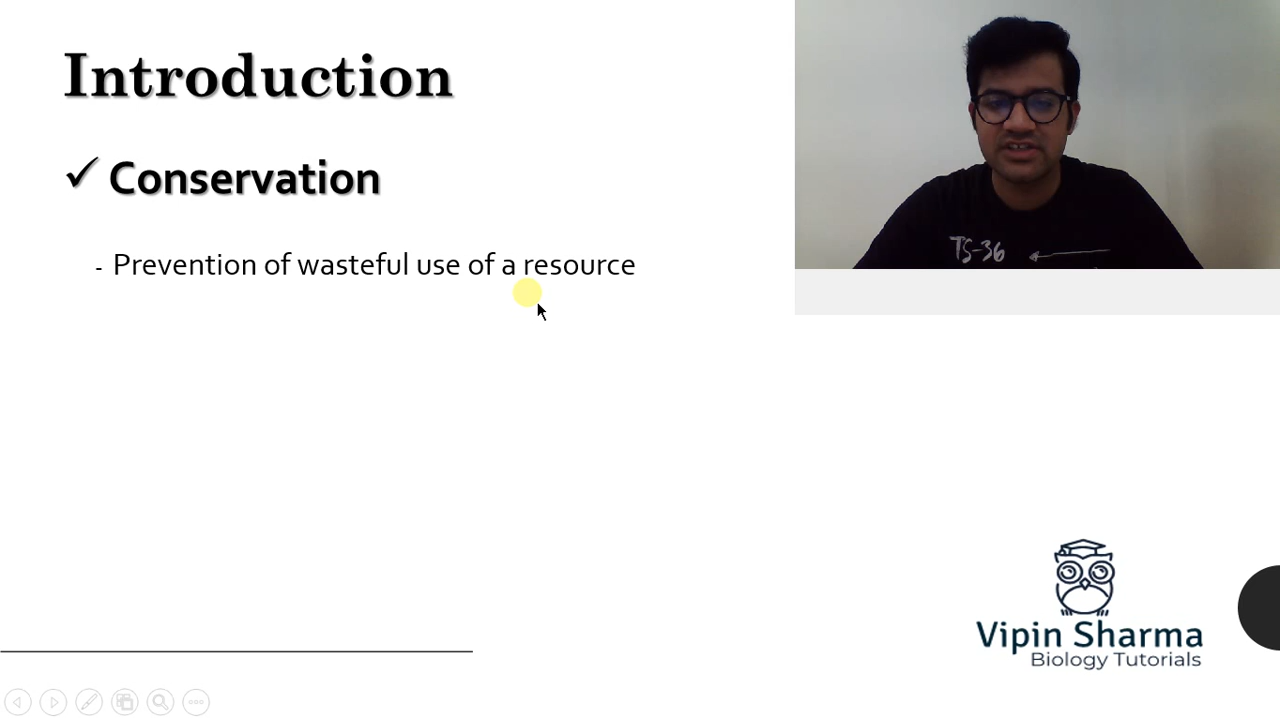 Introduction
✓ Conservation
- Prevention of wasteful use of a resource
TS-36
Vipin Sharma
Biology Tutorials